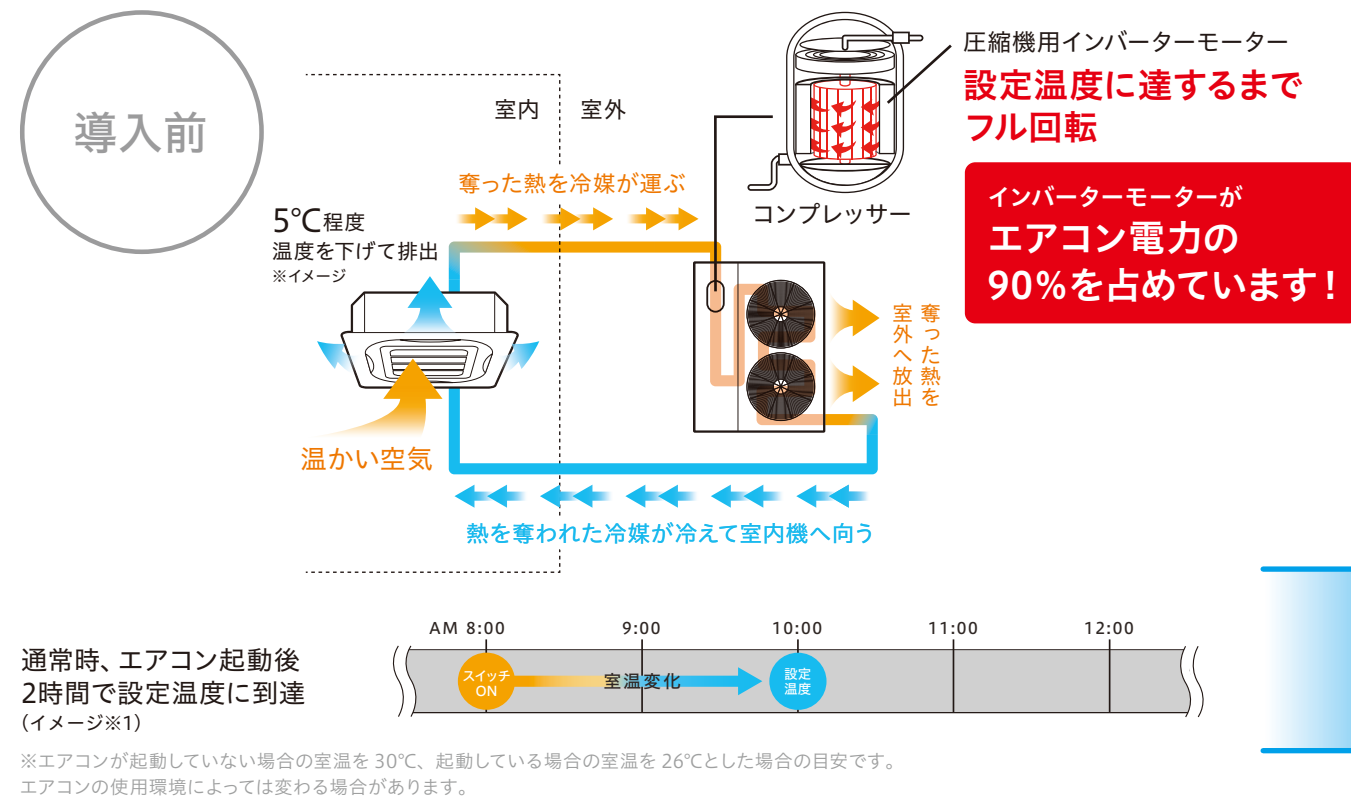 導入前
圧縮機用インバーターモーター
設定温度に達するまで
フル回転
インバーターモーターが
エアコン電力の
90%を占めています!
コンプレッサー
室内
室外
奪った熱を冷媒が運ぶ
5℃程度
温度を下げて排出
※イメージ
温かい空気
奪った熱を
室外へ放出
熱を奪われた冷媒が冷えて室内機へ向う
通常時、エアコン起動後
2時間で設定温度に到達
(イメージ※1)
AM 8:00 9:00 10:00 11:00 12:00
スイッチ
ON
室温変化
設定
温度
※エアコンが起動していない場合の室温を 30℃、起動している場合の室温を 26℃とした場合の目安です。
エアコンの使用環境によっては変わる場合があります。